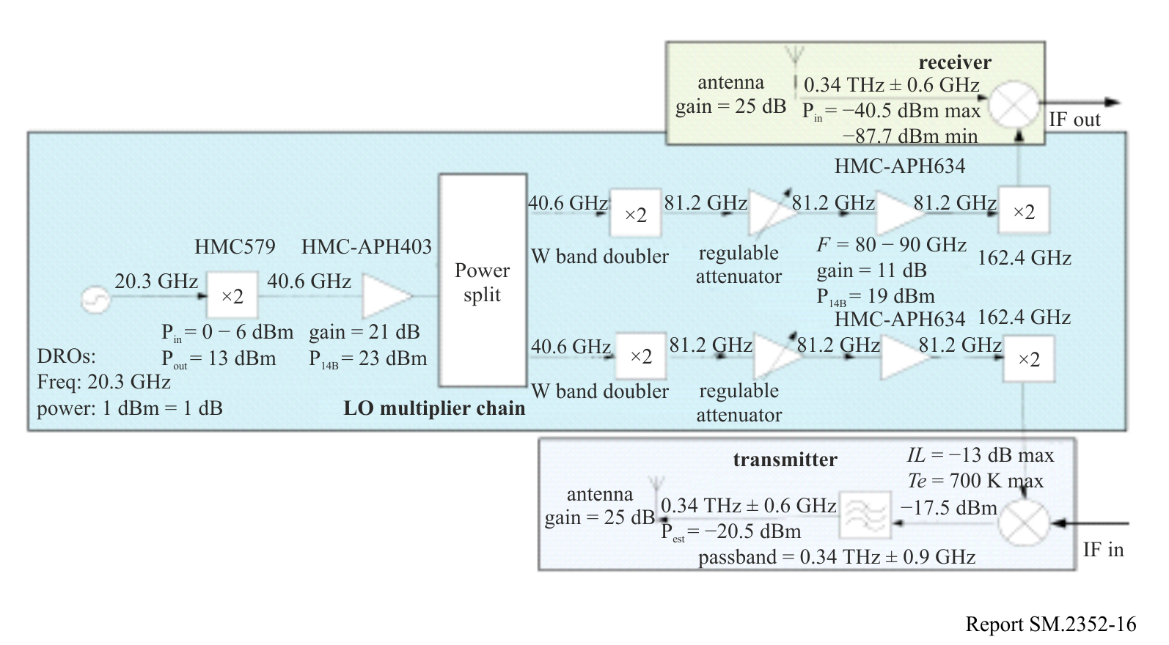 receiver
antenna
gain = 25 dB
0.34 THz ± 0.6 GHz
Pin = −40.5 dBm max
−87.7 dBm min
IF out
HMC-APH634
40.6 GHz
×2
81.2 GHz
81.2 GHz
81.2 GHz
×2
W band doubler
regulable
attenuator
F = 80 − 90 GHz
gain = 11 dB
P14B = 19 dBm
162.4 GHz
HMC579
HMC-APH403
20.3 GHz
×2
40.6 GHz
Power
split
Pin = 0 − 6 dBm
Pout = 13 dBm
gain = 21 dB
P14B = 23 dBm
DROs:
Freq: 20.3 GHz
power: 1 dBm = 1 dB
HMC-APH634
162.4 GHz
40.6 GHz
×2
81.2 GHz
81.2 GHz
81.2 GHz
×2
W band doubler
regulable
attenuator
LO multiplier chain
transmitter
IL = −13 dB max
Te = 700 K max
antenna
gain = 25 dB
0.34 THz ± 0.6 GHz
Pest = −20.5 dBm
−17.5 dBm
passband = 0.34 THz ± 0.9 GHz
IF in
Report SM.2352-16